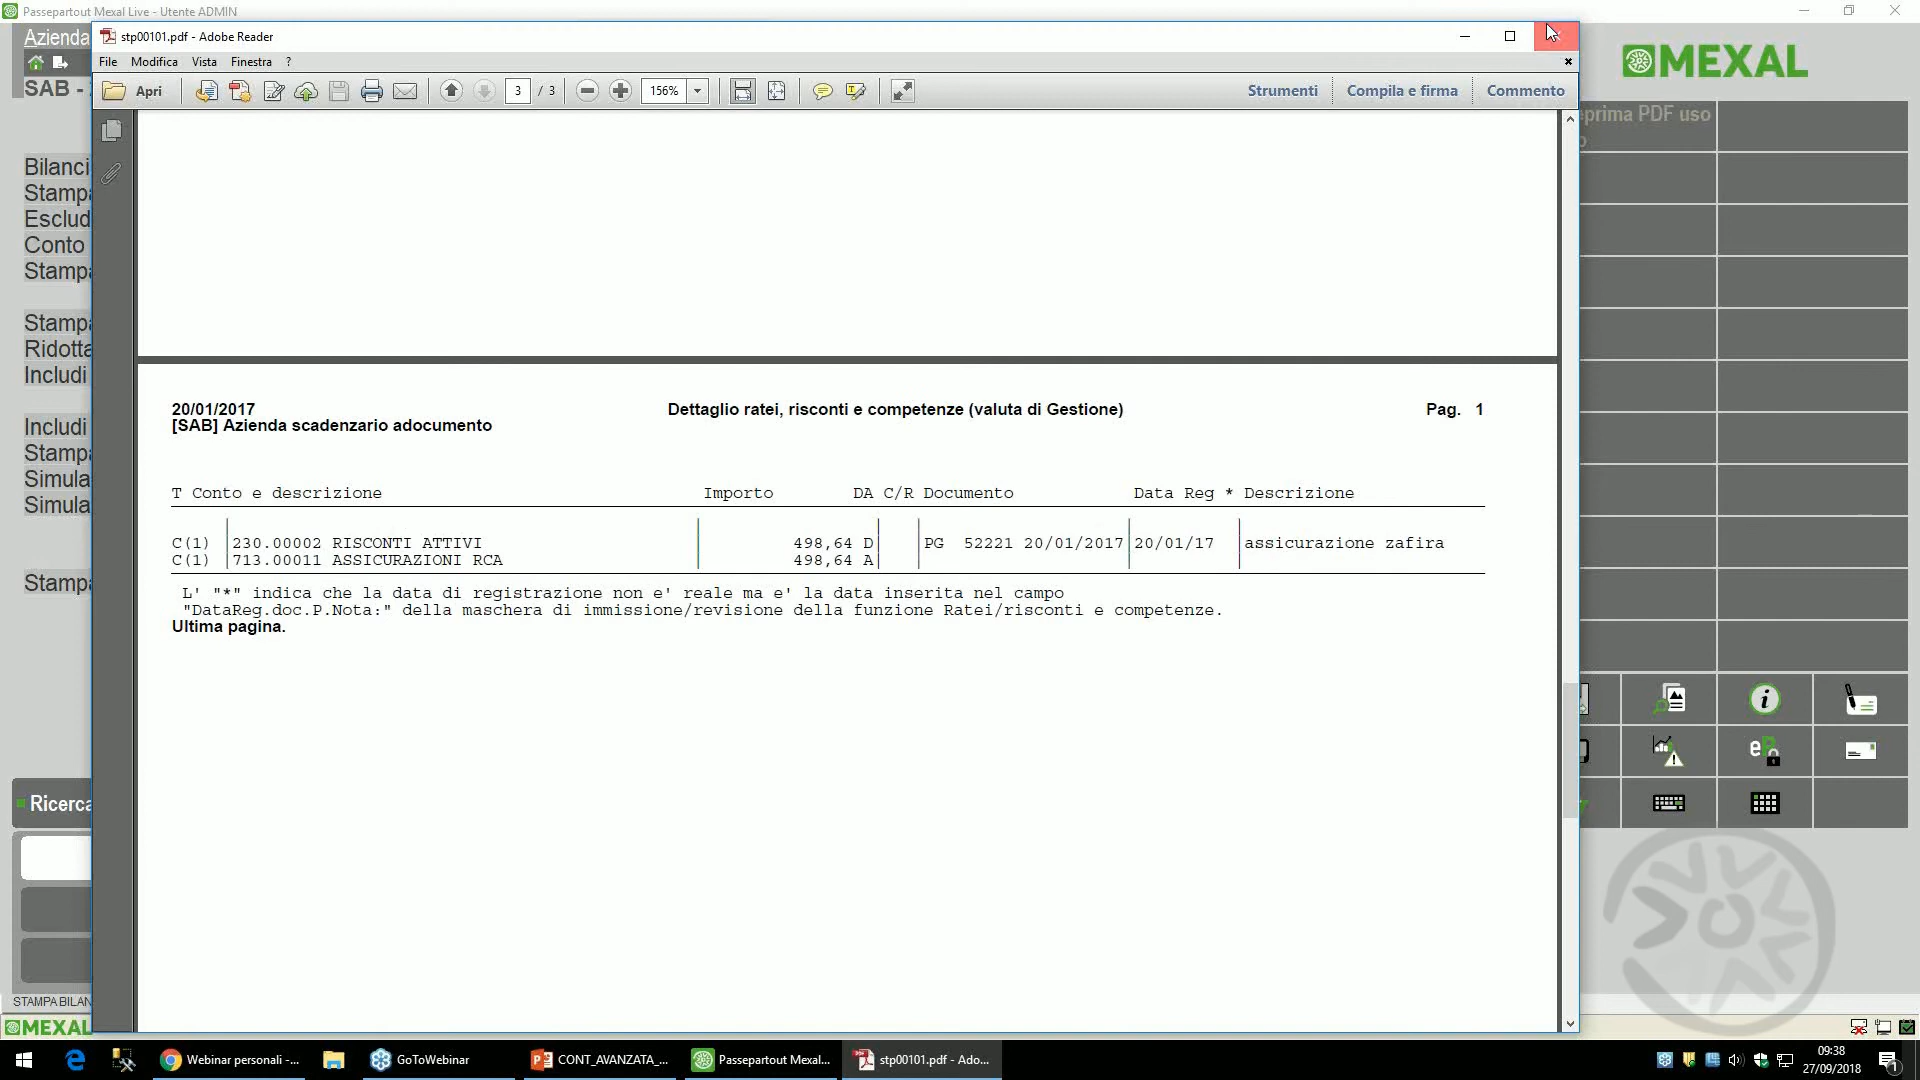 Passepartout Mexal Live - Utente ADMIN
Azienda
SAB -
stp00101.pdf - Adobe Reader
File Modifica Vista Finestra ?
Apri 3 / 3 156% Strumenti Compila e firma Commento
MEXAL
prima PDF uso
Bilanci
Stampa
Esclud
Conto
Stampa
Stampa
Ridotta
Includi
Includi
Stampa
Simula
Simula
Stampa
Ricerca
STAMPA BILAN
MEXAL
20/01/2017 Dettaglio ratei, risconti e competenze (valuta di Gestione) Pag. 1
[SAB] Azienda scadenzario adocumento
T Conto e descrizione Importo DA C/R Documento Data Reg * Descrizione
C(1) 230.00002 RISCONTI ATTIVI 498,64 D PG 52221 20/01/2017 20/01/17 assicurazione zafira
C(1) 713.00011 ASSICURAZIONI RCA 498,64 A
L' "*" indica che la data di registrazione non e' reale ma e' la data inserita nel campo
"DataReg.doc.P.Nota:" della maschera di immissione/revisione della funzione Ratei/risconti e competenze.
Ultima pagina.
Webinar personali -... GoToWebinar CONT_AVANZATA_... Passepartout Mexal... stp00101.pdf - Ado...
09:38
27/09/2018